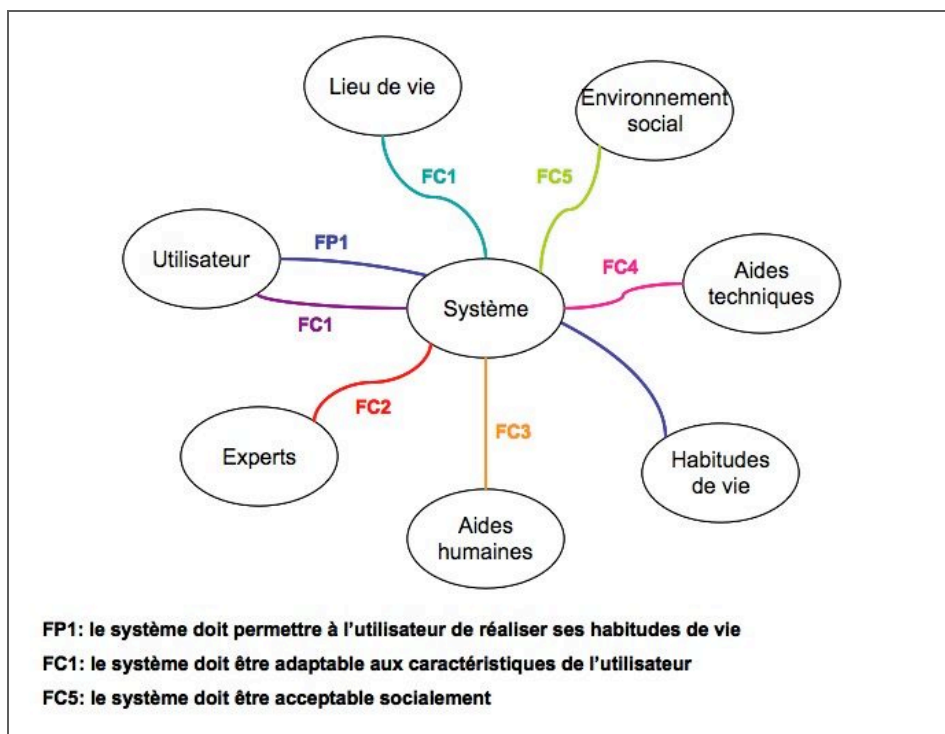 Lieu de vie
Environnement
social
FC1
FC5
Utilisateur
FP1
FC4
Aides
techniques
Système
FC1
FC2
FC3
Experts
Habitudes
de vie
Aides
humaines
FP1: le système doit permettre à l'utilisateur de réaliser ses habitudes de vie
FC1: le système doit être adaptable aux caractéristiques de l'utilisateur
FC5: le système doit être acceptable socialement